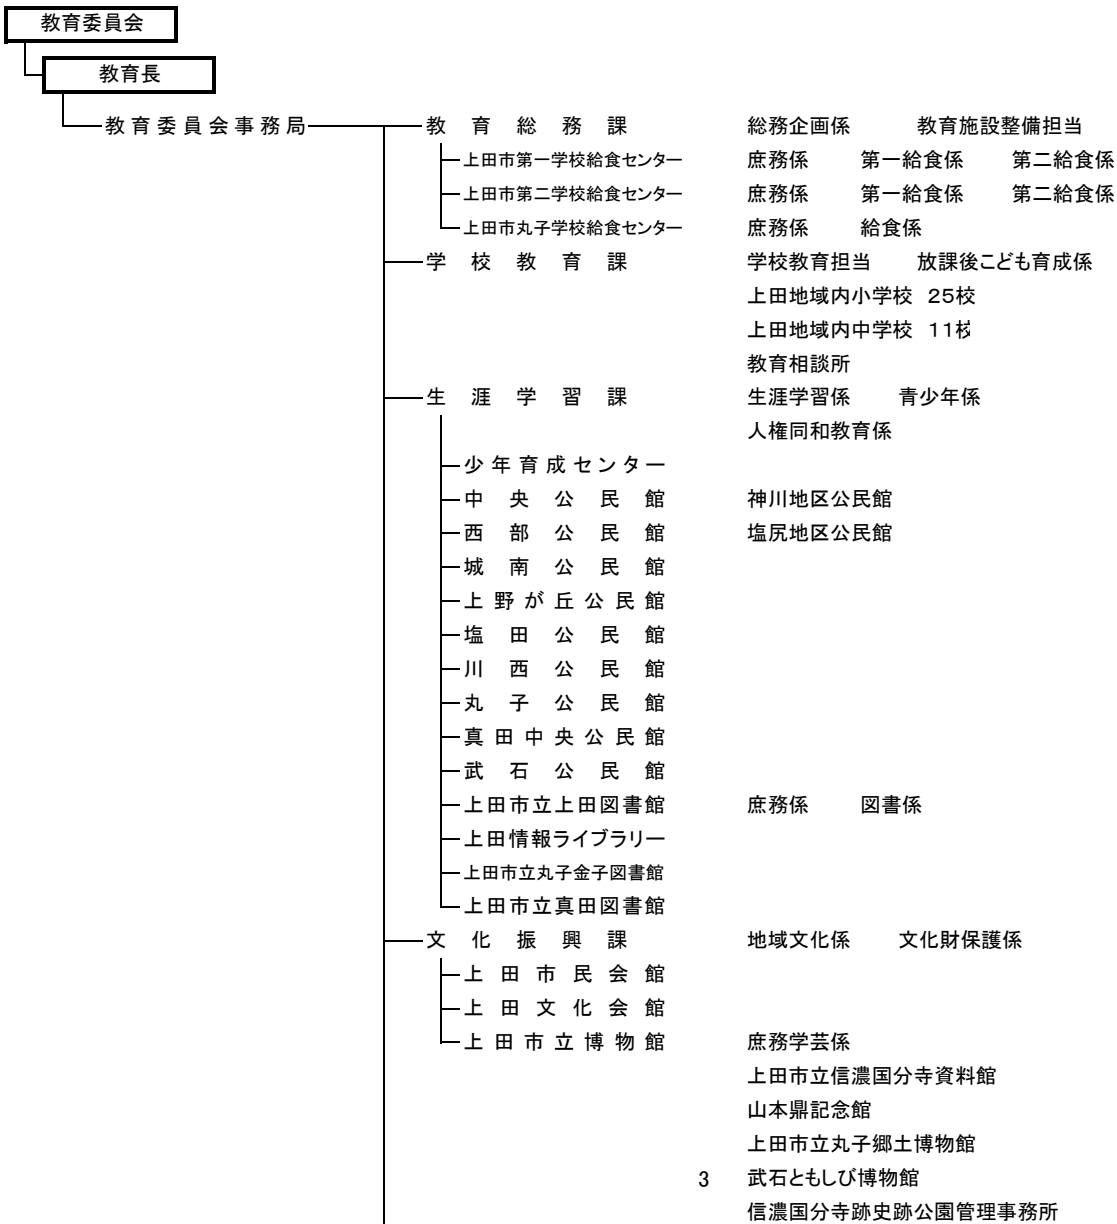 教育委員会
教育長
教育委員会事務局 教育総務課 総務企画係 教育施設整備担当
上田市第一学校給食センター 庶務係 第一給食係 第二給食係
上田市第二学校給食センター 庶務係 第一給食係 第二給食係
上田市丸子学校給食センター 庶務係 給食係
学校教育課 学校教育担当 放課後こども育成係
上田地域内小学校 25校
上田地域内中学校 11校
教育相談所
生涯学習課 生涯学習係 青少年係
人権同和教育係
少年育成センター
中央公民館 神川地区公民館
西部公民館 塩尻地区公民館
城南公民館
上野が丘公民館
塩田公民館
川西公民館
丸子公民館
真田中央公民館
武石公民館
上田市立上田図書館 庶務係 図書係
上田情報ライブラリー
上田市立丸子金子図書館
上田市立真田図書館
文化振興課 地域文化係 文化財保護係
上田市民会館
上田文化会館
上田市立博物館 庶務学芸係
上田市立信濃国分寺資料館
山本鼎記念館
上田市立丸子郷土博物館
3 武石ともしび博物館
信濃国分寺跡史跡公園管理事務所